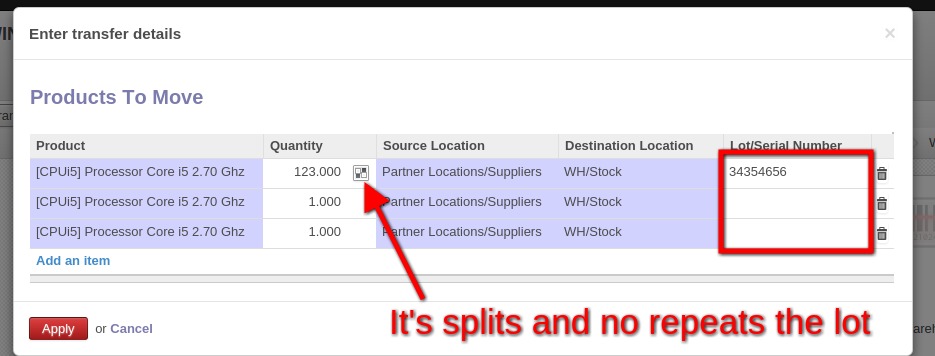 Enter transfer details ×
Products To Move
Product Quantity Source Location Destination Location Lot/Serial Number
[CPUi5] Processor Core i5 2.70 Ghz 123.000 Partner Locations/Suppliers WH/Stock 34354656
[CPUi5] Processor Core i5 2.70 Ghz 1.000 Partner Locations/Suppliers WH/Stock
[CPUi5] Processor Core i5 2.70 Ghz 1.000 Partner Locations/Suppliers WH/Stock
Add an item
It's splits and no repeats the lot
Apply or Cancel